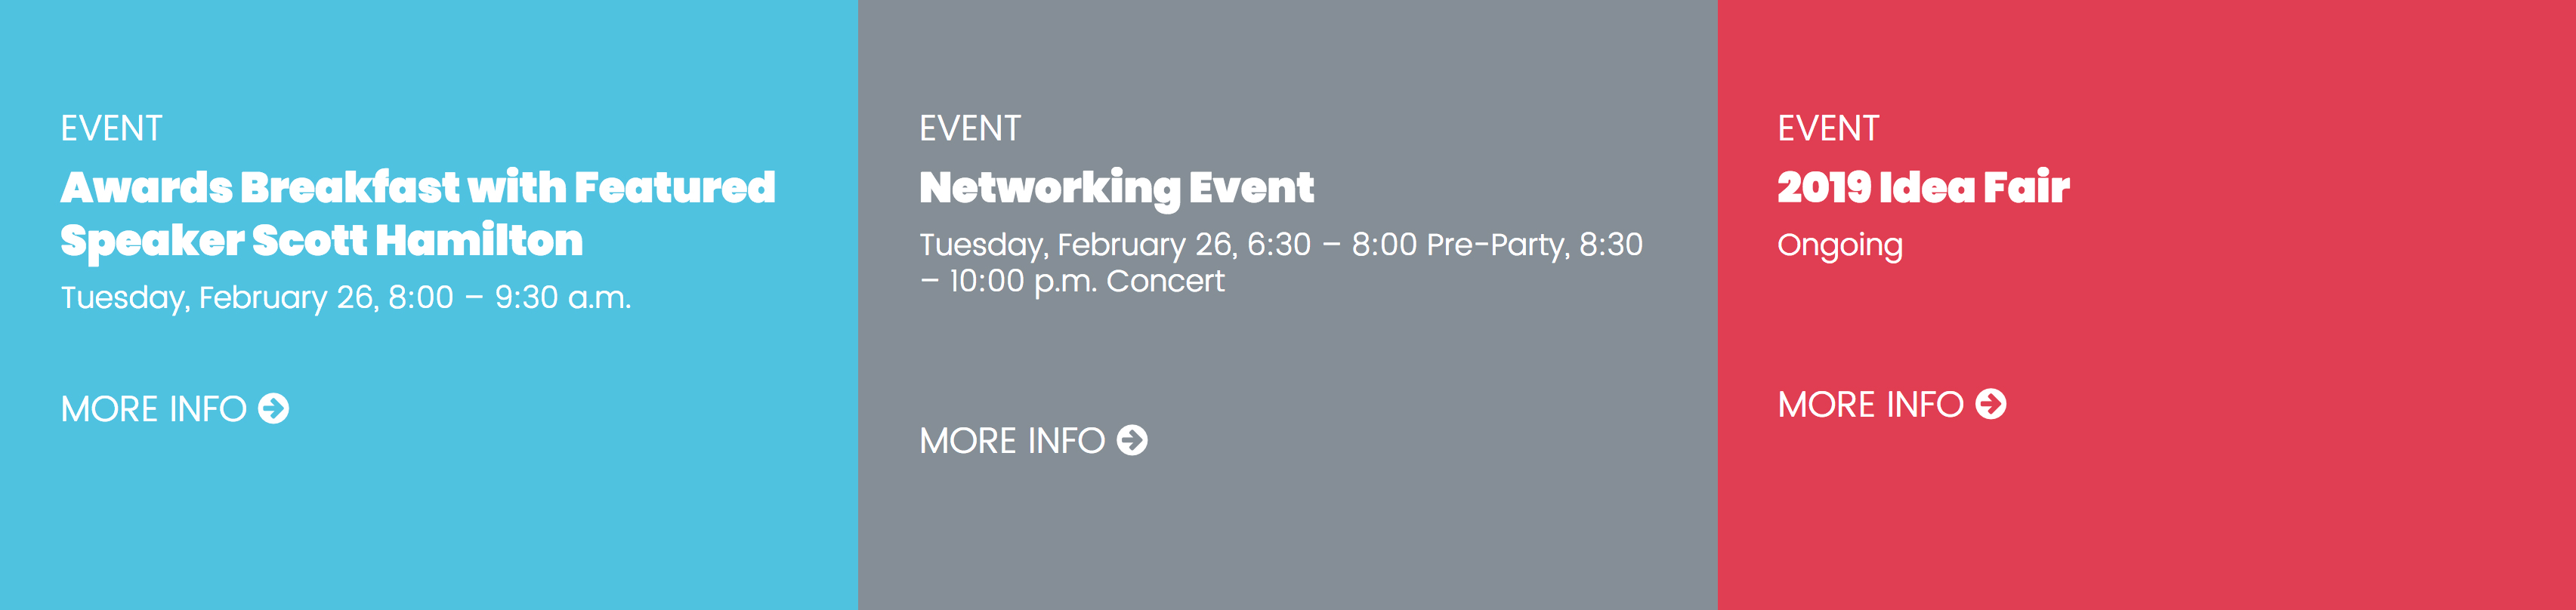 EVENT
Awards Breakfast with Featured
Speaker Scott Hamilton
Tuesday, February 26, 8:00 – 9:30 a.m.
MORE INFO
EVENT
Networking Event
Tuesday, February 26, 6:30 – 8:00 Pre-Party, 8:30
– 10:00 p.m. Concert
MORE INFO
EVENT
2019 Idea Fair
Ongoing
MORE INFO